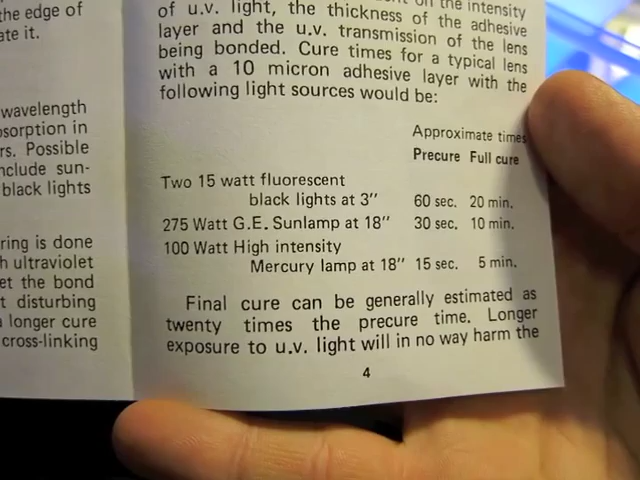 the edge of
ate it.
wavelength
sorption in
rs. Possible
nclude sun-
black lights
ring is done
h ultraviolet
et the bond
t disturbing
a longer cure
cross-linking
on the intensity
of u.v. light, the thickness of the adhesive
layer and the u.v. transmission of the lens
being bonded. Cure times for a typical lens
with a 10 micron adhesive layer with the
following light sources would be:
Approximate times
Precure Full cure
Two 15 watt fluorescent
black lights at 3" 60 sec. 20 min.
275 Watt G.E. Sunlamp at 18" 30 sec. 10 min.
100 Watt High intensity
Mercury lamp at 18" 15 sec. 5 min.
Final cure can be generally estimated as
twenty times the precure time. Longer
exposure to u.v. light will in no way harm the
4